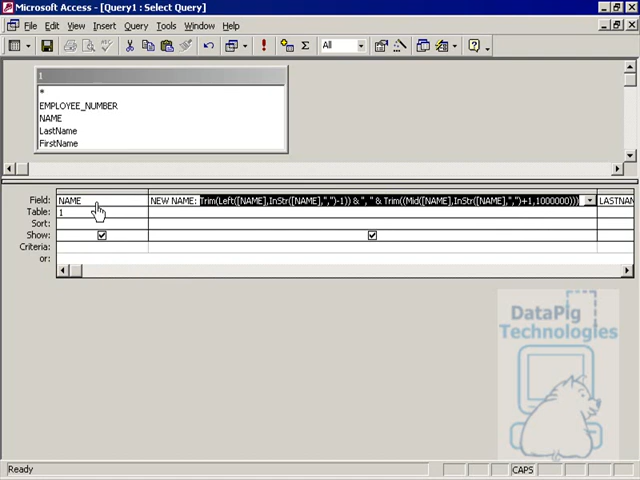 Microsoft Access - [Query1 : Select Query]
File Edit View Insert Query Tools Window Help
All
1
*
EMPLOYEE_NUMBER
NAME
LastName
FirstName
Field: NAME NEW NAME: Trim(Left([NAME],InStr([NAME],",")-1)) & ", " & Trim((Mid([NAME],InStr([NAME],",")+1,1000000))) LASTNAM
Table: 1
Sort:
Show:
Criteria:
or:
DataPig
Technologies
Ready
CAPS